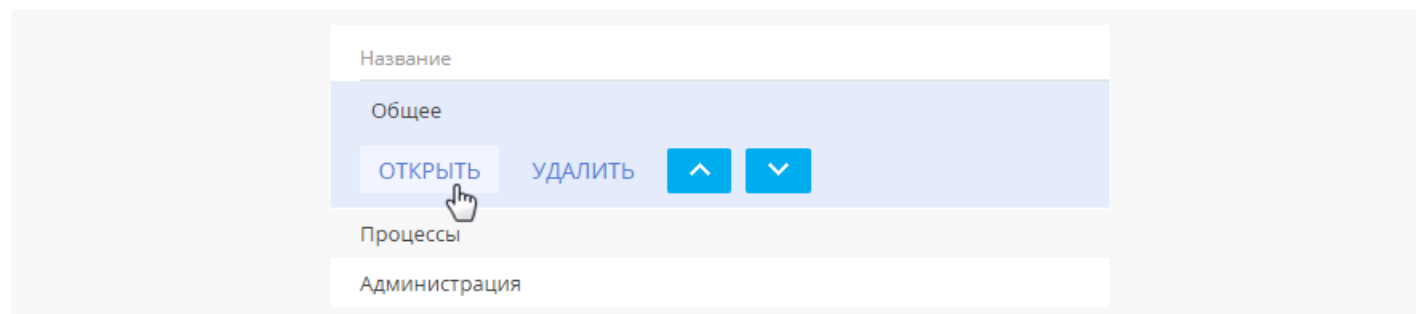 Название
Общее
ОТКРЫТЬ УДАЛИТЬ
Процессы
Администрация